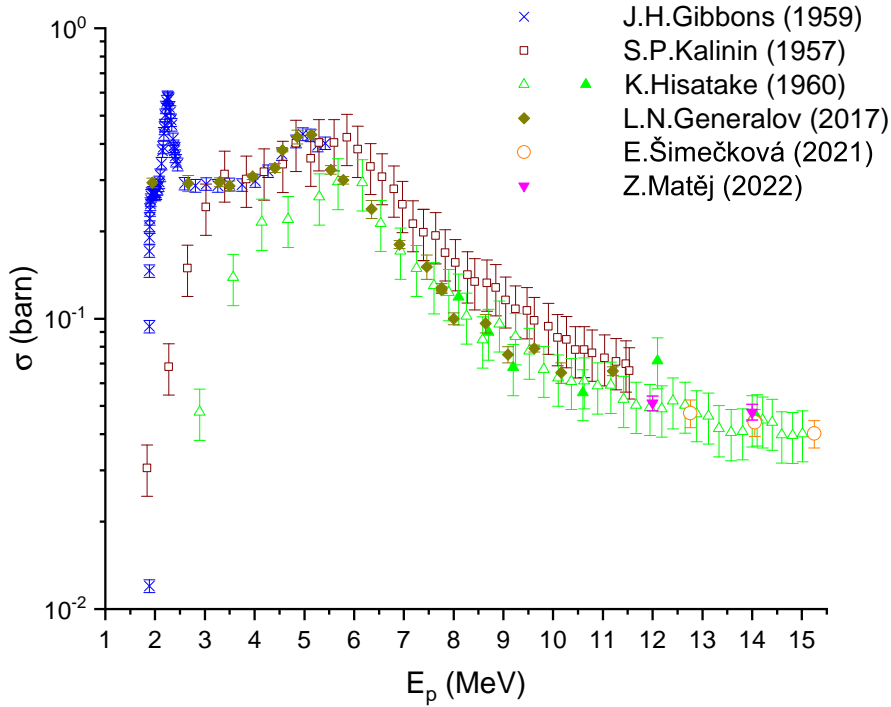 J.H.Gibbons (1959)
S.P.Kalinin (1957)
K.Hisatake (1960)
L.N.Generalov (2017)
E.Šimečková (2021)
Z.Matěj (2022)
10⁰
10⁻¹
10⁻²
σ (barn)
1 2 3 4 5 6 7 8 9 10 11 12 13 14 15
Eₚ (MeV)